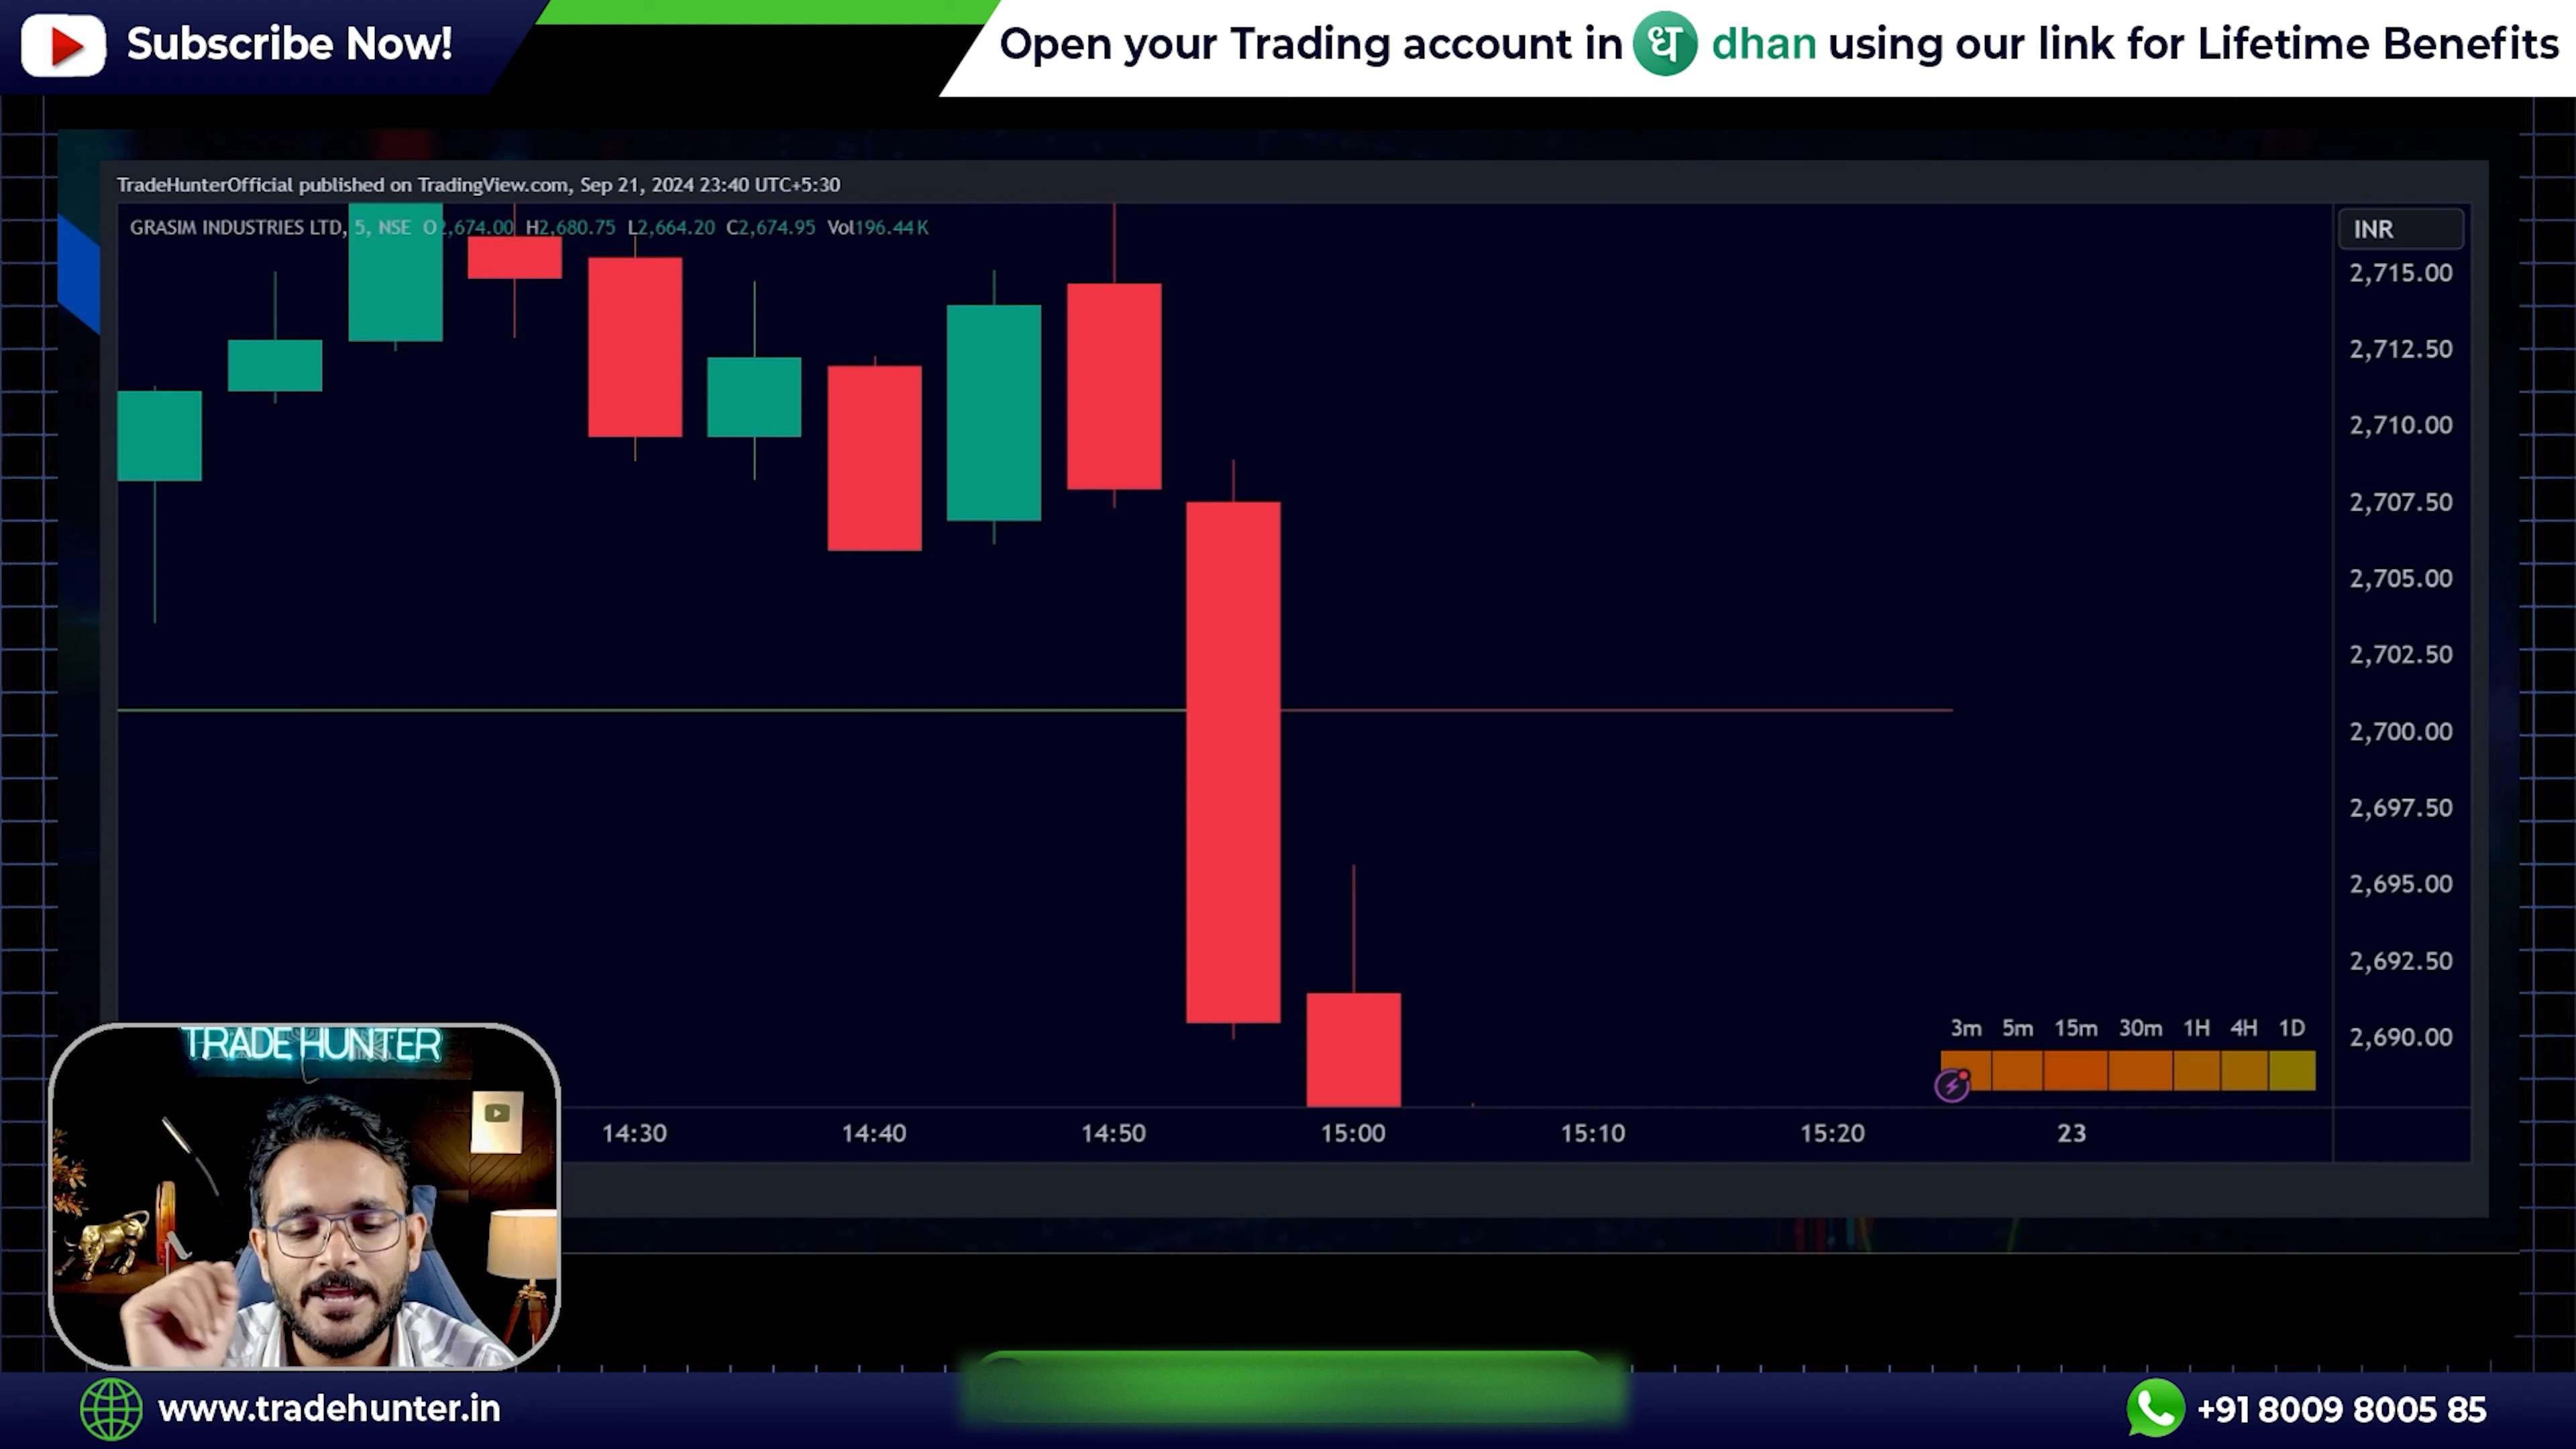 Subscribe Now!
Open your Trading account in ध dhan using our link for Lifetime Benefits
TradeHunterOfficial published on TradingView.com, Sep 21, 2024 23:40 UTC+5:30
GRASIM INDUSTRIES LTD, 5, NSE O2,674.00 H2,680.75 L2,664.20 C2,674.95 Vol196.44K
INR
2,715.00
2,712.50
2,710.00
2,707.50
2,705.00
2,702.50
2,700.00
2,697.50
2,695.00
2,692.50
2,690.00
3m 5m 15m 30m 1H 4H 1D
TRADE HUNTER
14:30 14:40 14:50 15:00 15:10 15:20 23
www.tradehunter.in
+91 8009 8005 85